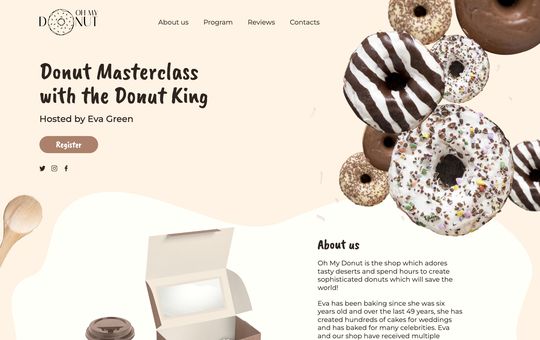 OH MY
DONUT
About us
Program
Reviews
Contacts
Donut Masterclass
with the Donut King
Hosted by Eva Green
Register
About us
Oh My Donut is the shop which adores
tasty deserts and spend hours to create
sophisticated donuts which will save the
world!
Eva has been baking since she was six
years old and over the last 49 years, she has
created hundreds of cakes for weddings
and has baked for many celebrities. Eva
and our shop have received multiple